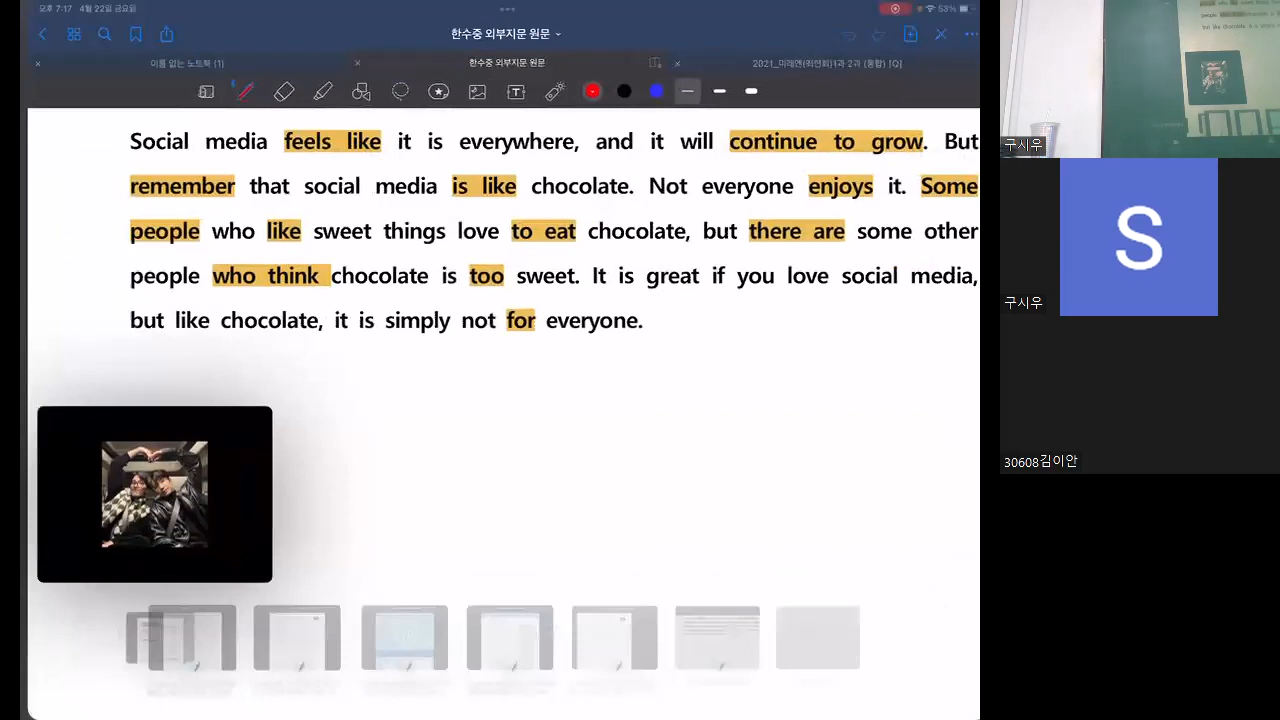 오후 7:17 4월 22일 금요일
53%
한수중 외부지문 원문
이름 없는 노트북 (1)
한수중 외부지문 원문
2021_미래엔(최연희)1과 2과 (통합) [Q]
Social media feels like it is everywhere, and it will continue to grow. But
remember that social media is like chocolate. Not everyone enjoys it. Some
people who like sweet things love to eat chocolate, but there are some other
people who think chocolate is too sweet. It is great if you love social media,
but like chocolate, it is simply not for everyone.
구시우
S
구시우
30608김이안